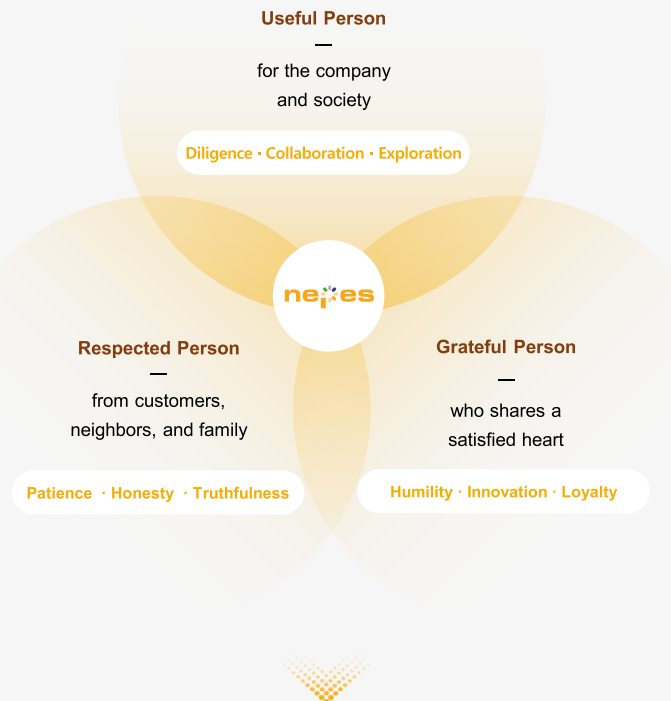 Useful Person
for the company
and society
Diligence · Collaboration · Exploration
nepes
Respected Person
from customers,
neighbors, and family
Patience · Honesty · Truthfulness
Grateful Person
who shares a
satisfied heart
Humility · Innovation · Loyalty